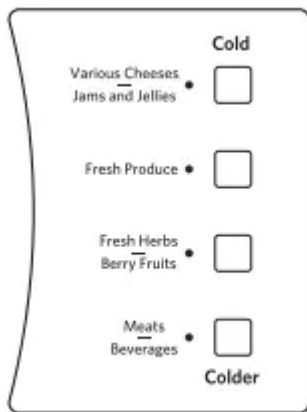 Cold
Various Cheeses
Jams and Jellies
Fresh Produce
Fresh Herbs
Berry Fruits
Meats
Beverages
Colder